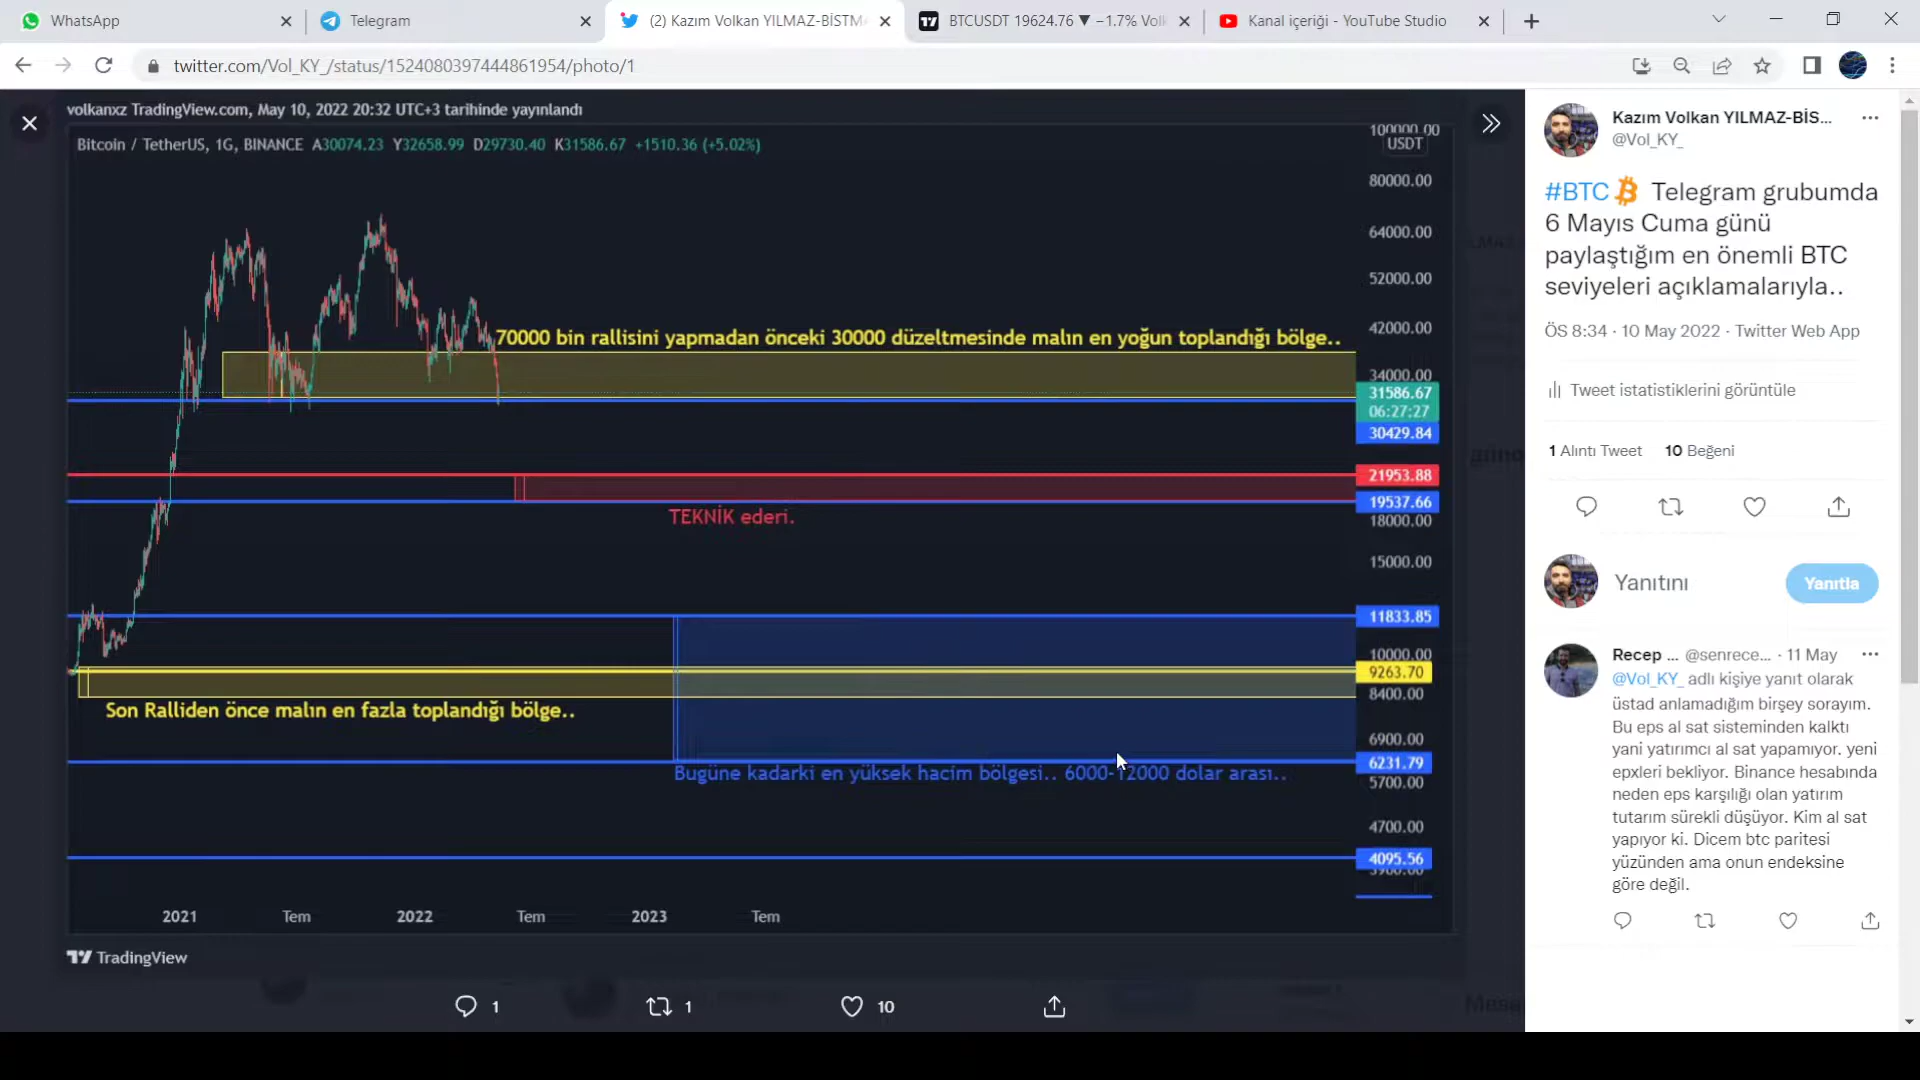 WhatsApp
Telegram
(2) Kazım Volkan YILMAZ-BİSTM
BTCUSDT 19624.76 ▼ −1.7% Volk
Kanal içeriği - YouTube Studio
twitter.com/Vol_KY_/status/1524080397444861954/photo/1
volkanxz TradingView.com, May 10, 2022 20:32 UTC+3 tarihinde yayınlandı
Bitcoin / TetherUS, 1G, BINANCE A30074.23 Y32658.99 D29730.40 K31586.67 +1510.36 (+5.02%)
100000.00
USDT
80000.00
64000.00
52000.00
42000.00
70000 bin rallisini yapmadan önceki 30000 düzeltmesinde malın en yoğun toplandığı bölge..
34000.00
31586.67
06:27:27
30429.84
21953.88
19537.66
TEKNİK ederi.
18000.00
15000.00
11833.85
10000.00
9263.70
8400.00
Son Ralliden önce malın en fazla toplandığı bölge..
6900.00
6231.79
Bugüne kadarki en yüksek hacim bölgesi.. 6000-12000 dolar arası..
5700.00
4700.00
4095.56
3900.00
2021 Tem 2022 Tem 2023 Tem
TradingView
1 1 10
Kazım Volkan YILMAZ-BİS...
@Vol_KY_
#BTC Telegram grubumda
6 Mayıs Cuma günü
paylaştığım en önemli BTC
seviyeleri açıklamalarıyla..
ÖS 8:34 · 10 May 2022 · Twitter Web App
Tweet istatistiklerini görüntüle
1 Alıntı Tweet 10 Beğeni
Yanıtını
Yanıtla
Recep ... @senrece... · 11 May
@Vol_KY_ adlı kişiye yanıt olarak
üstad anlamadığım birşey sorayım.
Bu eps al sat sisteminden kalktı
yani yatırımcı al sat yapamıyor. yeni
epxleri bekliyor. Binance hesabında
neden eps karşılığı olan yatırım
tutarım sürekli düşüyor. Kim al sat
yapıyor ki. Dicem btc paritesi
yüzünden ama onun endeksine
göre değil.